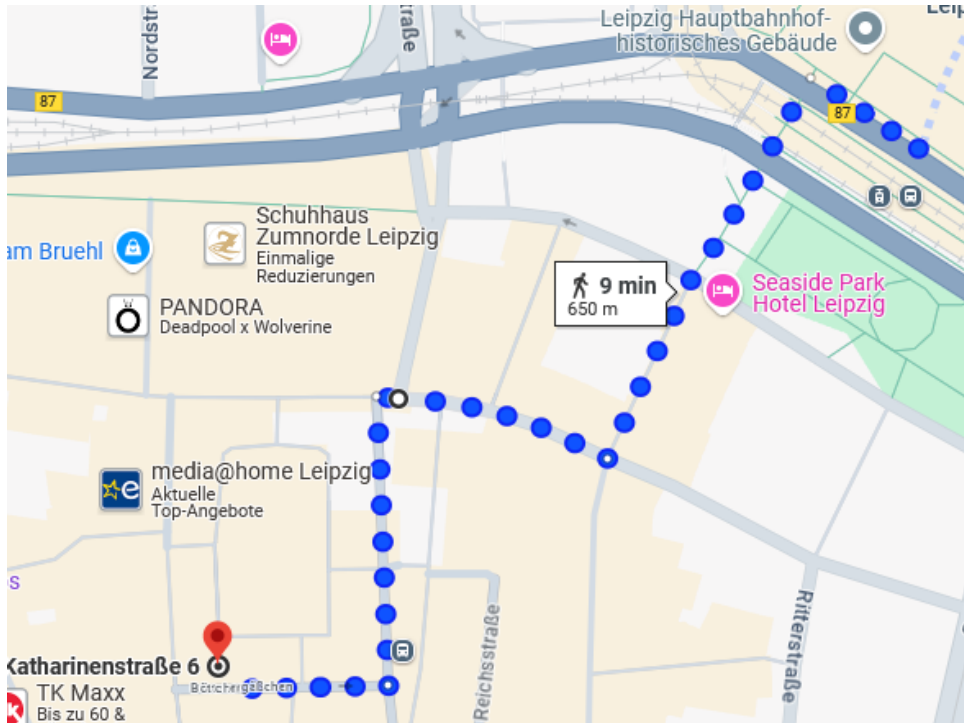 Nordstr
straße
Leipzig Hauptbahnhof-
historisches Gebäude
Leip
87
87
Schuhhaus
Zumnorde Leipzig
Einmalige
Reduzierungen
am Bruehl
PANDORA
Deadpool x Wolverine
9 min
650 m
Seaside Park
Hotel Leipzig
media@home Leipzig
Aktuelle
Top-Angebote
s
Ritterstraße
Reichsstraße
Katharinenstraße 6
Böttchergäßchen
TK Maxx
Bis zu 60 &